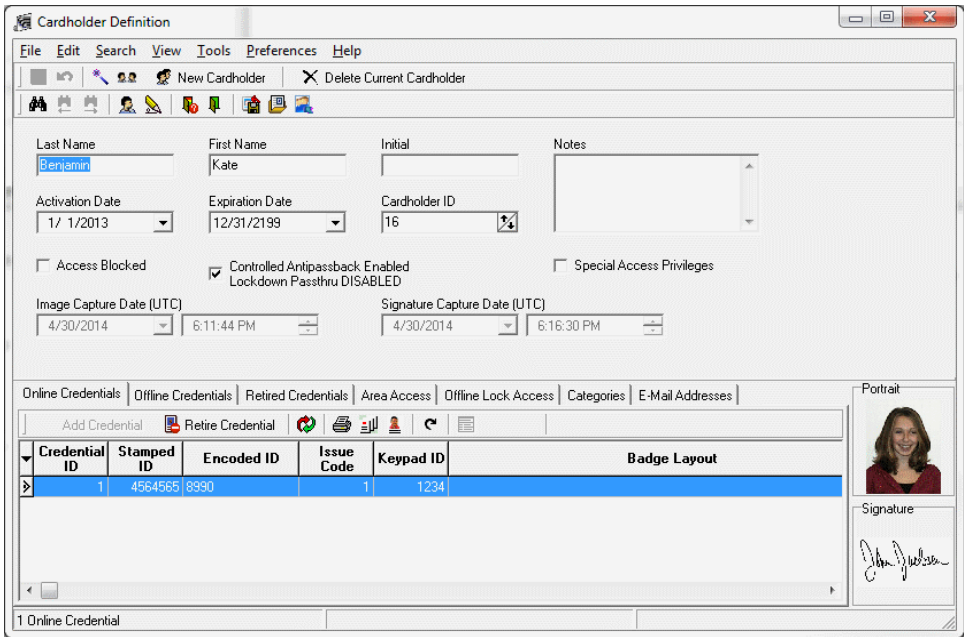 Cardholder Definition
File Edit Search View Tools Preferences Help
New Cardholder Delete Current Cardholder
Last Name First Name Initial Notes
Benjamin Kate
Activation Date Expiration Date Cardholder ID
1/ 1/2013 12/31/2199 16
Access Blocked Controlled Antipassback Enabled Special Access Privileges
Lockdown Passthru DISABLED
Image Capture Date (UTC) Signature Capture Date (UTC)
4/30/2014 6:11:44 PM 4/30/2014 6:16:30 PM
Online Credentials Offline Credentials Retired Credentials Area Access Offline Lock Access Categories E-Mail Addresses Portrait
Add Credential Retire Credential
Credential ID Stamped ID Encoded ID Issue Code Keypad ID Badge Layout
1 4564565 8990 1 1234
Signature
1 Online Credential